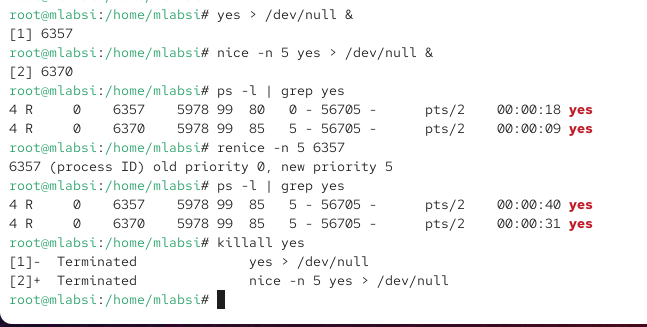 root@mlabsi:/home/mlabsi# yes > /dev/null &
[1] 6357
root@mlabsi:/home/mlabsi# nice -n 5 yes > /dev/null &
[2] 6370
root@mlabsi:/home/mlabsi# ps -l | grep yes
4 R     0    6357    5978 99  80   0 - 56705 -      pts/2    00:00:18 yes
4 R     0    6370    5978 99  85   5 - 56705 -      pts/2    00:00:09 yes
root@mlabsi:/home/mlabsi# renice -n 5 6357
6357 (process ID) old priority 0, new priority 5
root@mlabsi:/home/mlabsi# ps -l | grep yes
4 R     0    6357    5978 99  85   5 - 56705 -      pts/2    00:00:40 yes
4 R     0    6370    5978 99  85   5 - 56705 -      pts/2    00:00:31 yes
root@mlabsi:/home/mlabsi# killall yes
[1]-  Terminated              yes > /dev/null
[2]+  Terminated              nice -n 5 yes > /dev/null
root@mlabsi:/home/mlabsi#